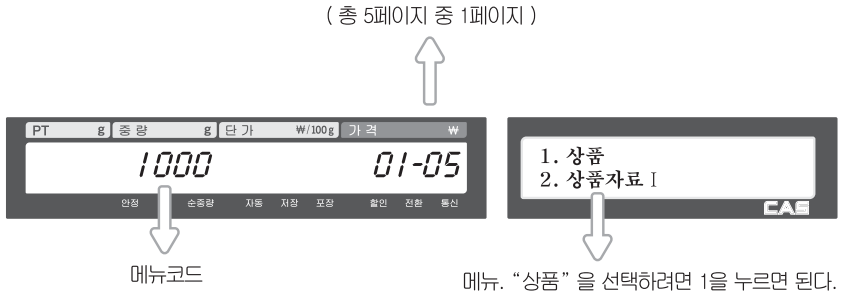 ( 총 5페이지 중 1페이지 )
PT g 중 량 g 단 가 ₩/100 g 가 격 ₩
1000 01-05
안정 순중량 자동 저장 포장 할인 전환 통신
1. 상품
2. 상품자료 I
CAS
메뉴코드
메뉴. “상품” 을 선택하려면 1을 누르면 된다.